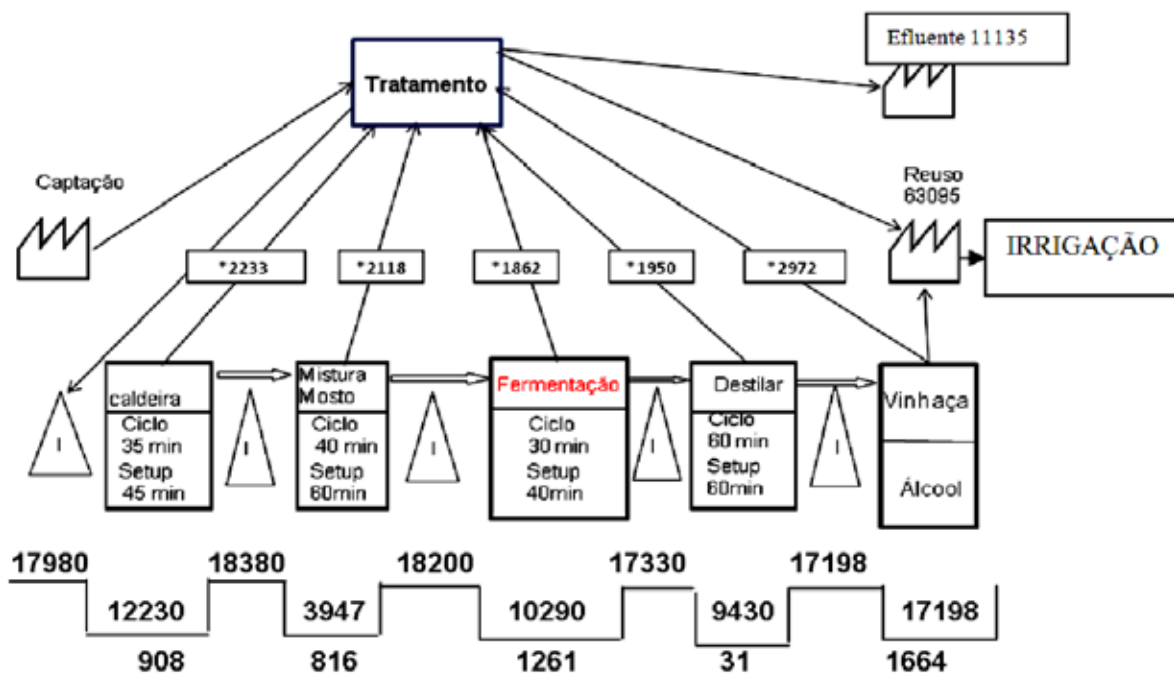 Efluente 11135
Tratamento
Captação
Reuso
63095
IRRIGAÇÃO
*2233
*2118
*1862
*1950
*2972
caldeira
Ciclo
35 min
Setup
45 min
Mistura
Mosto
Ciclo
40 min
Setup
60min
Fermentação
Ciclo
30 min
Setup
40min
Destilar
Ciclo
60 min
Setup
60min
Vinhaça
Álcool
I
I
I
I
I
17980
18380
18200
17330
17198
12230
3947
10290
9430
17198
908
816
1261
31
1664